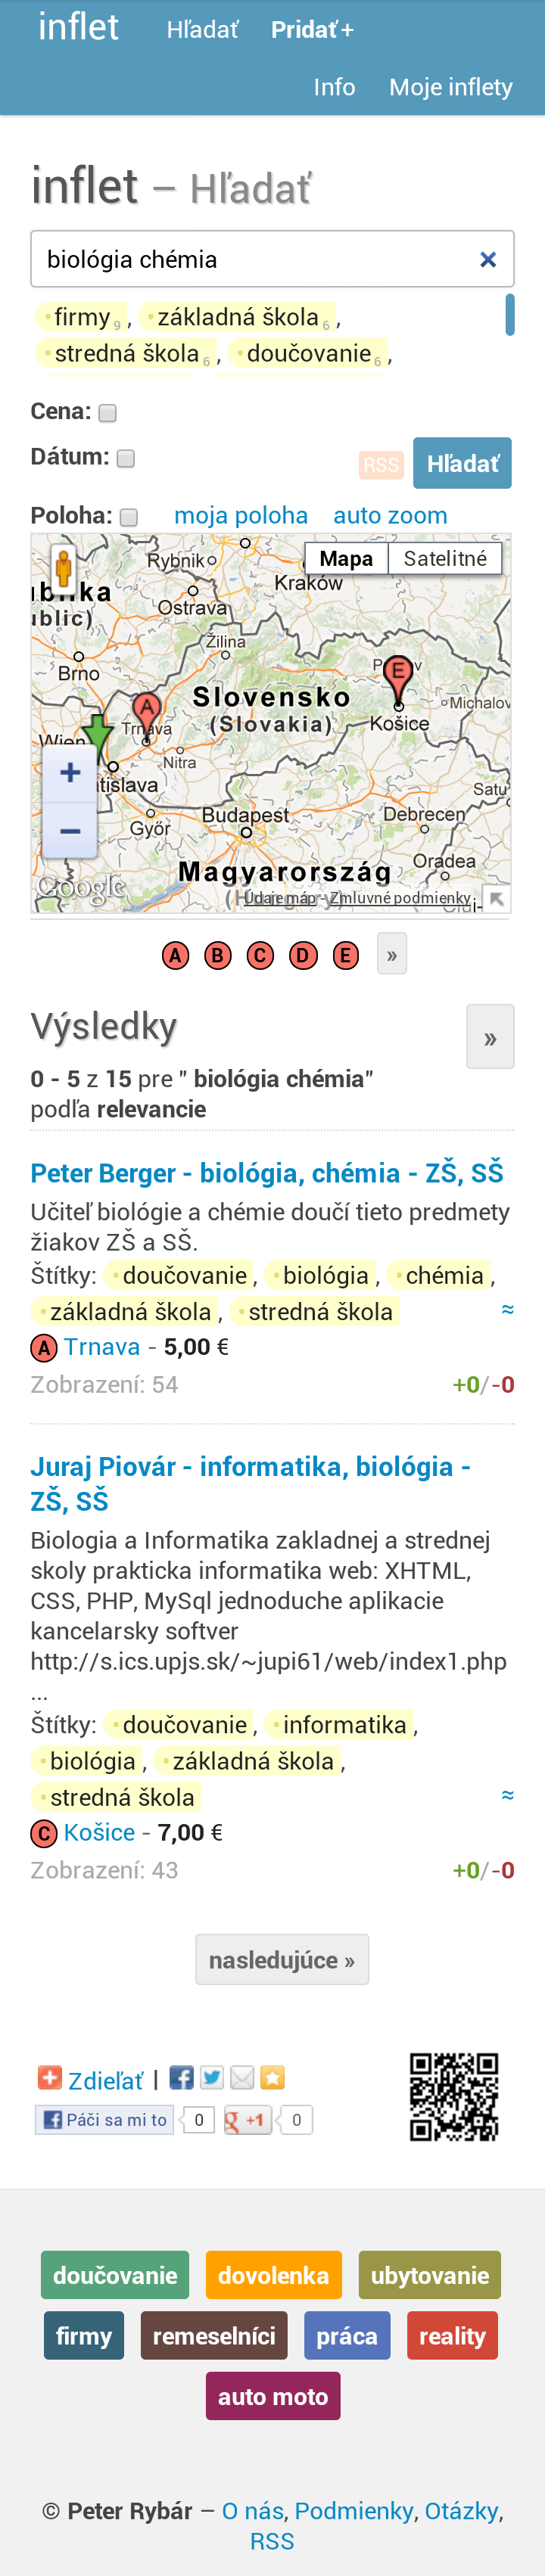 inflet Hľadať Pridať +
Info Moje inflety
inflet – Hľadať
biológia chémia ×
firmy 9, základná škola 6,
stredná škola 6, doučovanie 6,
Cena:
Dátum: RSS Hľadať
Poloha: moja poloha auto zoom
Mapa Satelitné
Rybnik
Kraków
ublic)
Ostrava
Žilina
Brno
Slovensko
(Slovakia)
E
Košice
Michalov
A
Trnava
Wien
Nitra
+
–
Győr
Budapest
Debrecen
Satu
Oradea
Magyarország
Google
Údaje máp - Zmluvné podmienky
A B C D E »
Výsledky »
0 - 5 z 15 pre " biológia chémia"
podľa relevancie
Peter Berger - biológia, chémia - ZŠ, SŠ
Učiteľ biológie a chémie doučí tieto predmety
žiakov ZŠ a SŠ.
Štítky: doučovanie, biológia, chémia,
základná škola, stredná škola ≈
A Trnava - 5,00 €
Zobrazení: 54 +0/-0
Juraj Piovár - informatika, biológia -
ZŠ, SŠ
Biologia a Informatika zakladnej a strednej
skoly prakticka informatika web: XHTML,
CSS, PHP, MySql jednoduche aplikacie
kancelarsky softver
http://s.ics.upjs.sk/~jupi61/web/index1.php
...
Štítky: doučovanie, informatika,
biológia, základná škola,
stredná škola ≈
C Košice - 7,00 €
Zobrazení: 43 +0/-0
nasledujúce »
Zdieľať |
Páči sa mi to 0 +1 0
doučovanie dovolenka ubytovanie
firmy remeselníci práca reality
auto moto
© Peter Rybár – O nás, Podmienky, Otázky,
RSS